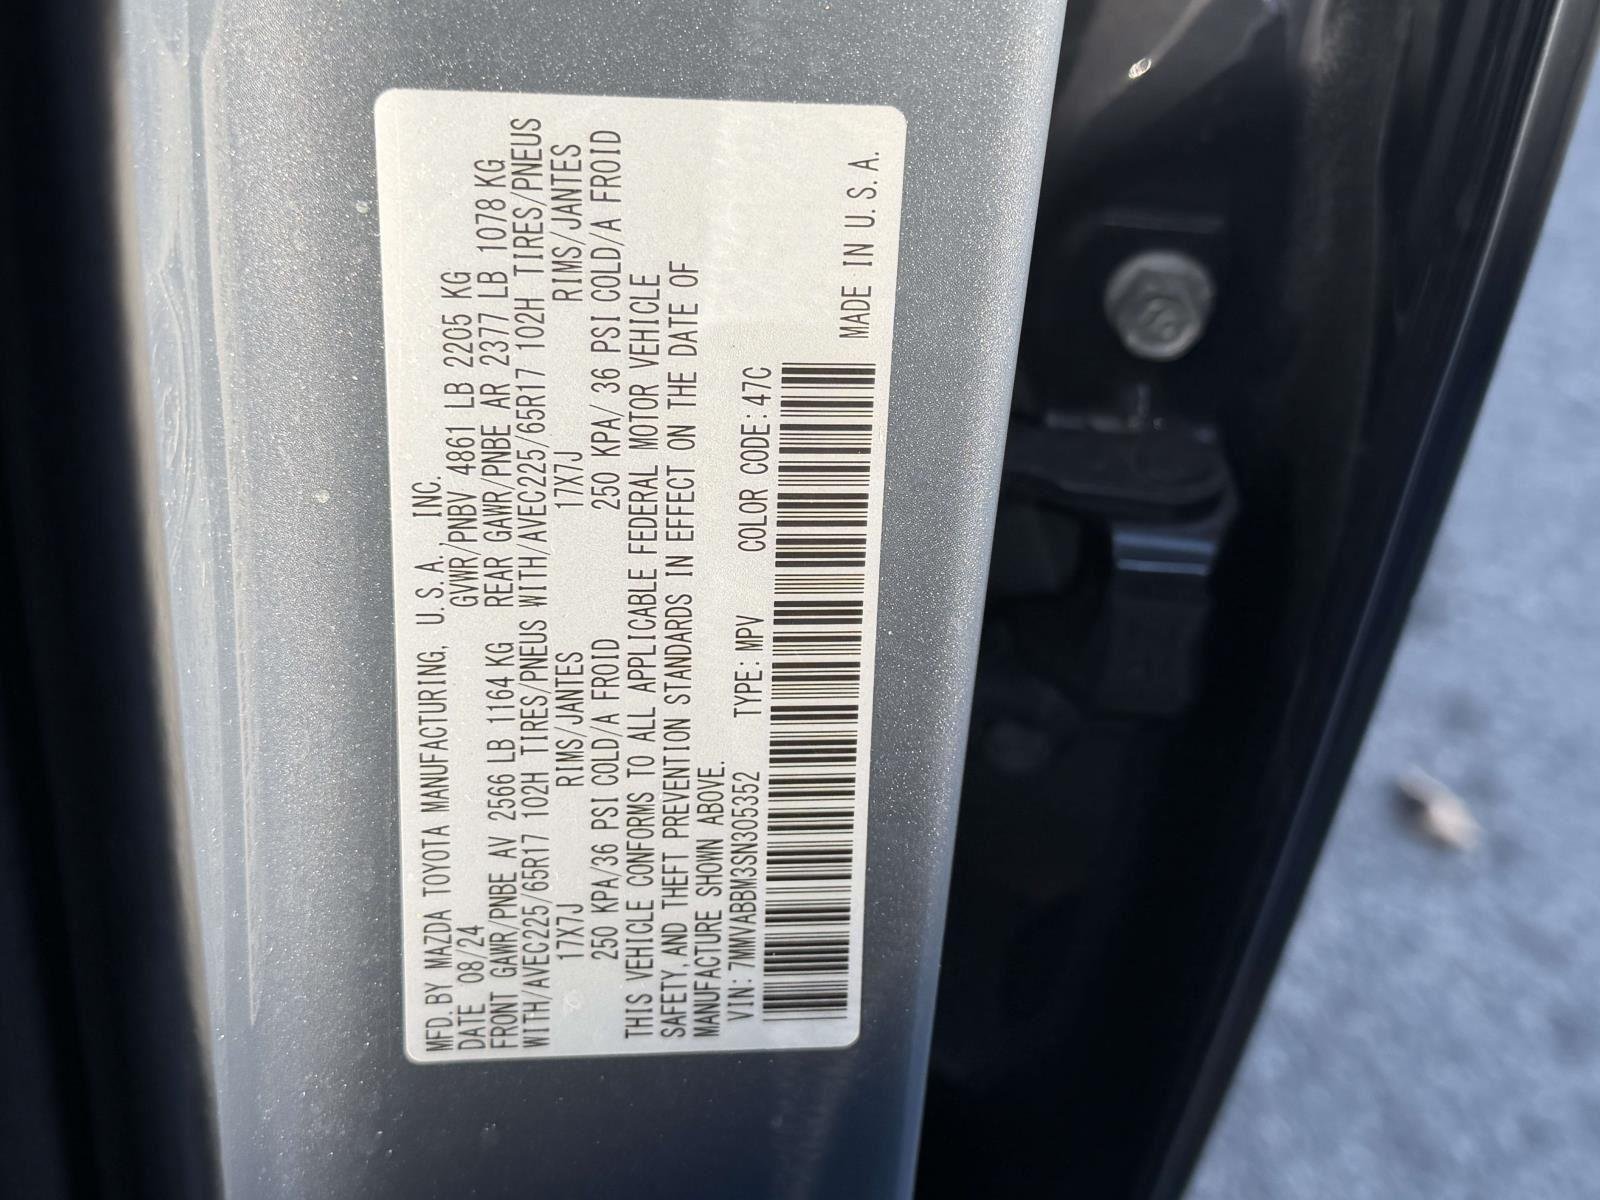 MFD. BY MAZDA TOYOTA MANUFACTURING, U. S. A., INC.
DATE 08/24 GVWR/PNBV 4861 LB 2205 KG
FRONT GAWR/PNBE AV 2566 LB 1164 KG REAR GAWR/PNBE AR 2377 LB 1078 KG
WITH/AVEC225/65R17 102H TIRES/PNEUS WITH/AVEC225/65R17 102H TIRES/PNEUS
17X7J RIMS/JANTES 17X7J RIMS/JANTES
250 KPA/36 PSI COLD/A FROID 250 KPA/ 36 PSI COLD/A FROID
THIS VEHICLE CONFORMS TO ALL APPLICABLE FEDERAL MOTOR VEHICLE
SAFETY, AND THEFT PREVENTION STANDARDS IN EFFECT ON THE DATE OF
MANUFACTURE SHOWN ABOVE.
VIN: 7MMVABBM3SN305352 TYPE: MPV COLOR CODE: 47C
MADE IN U. S. A.